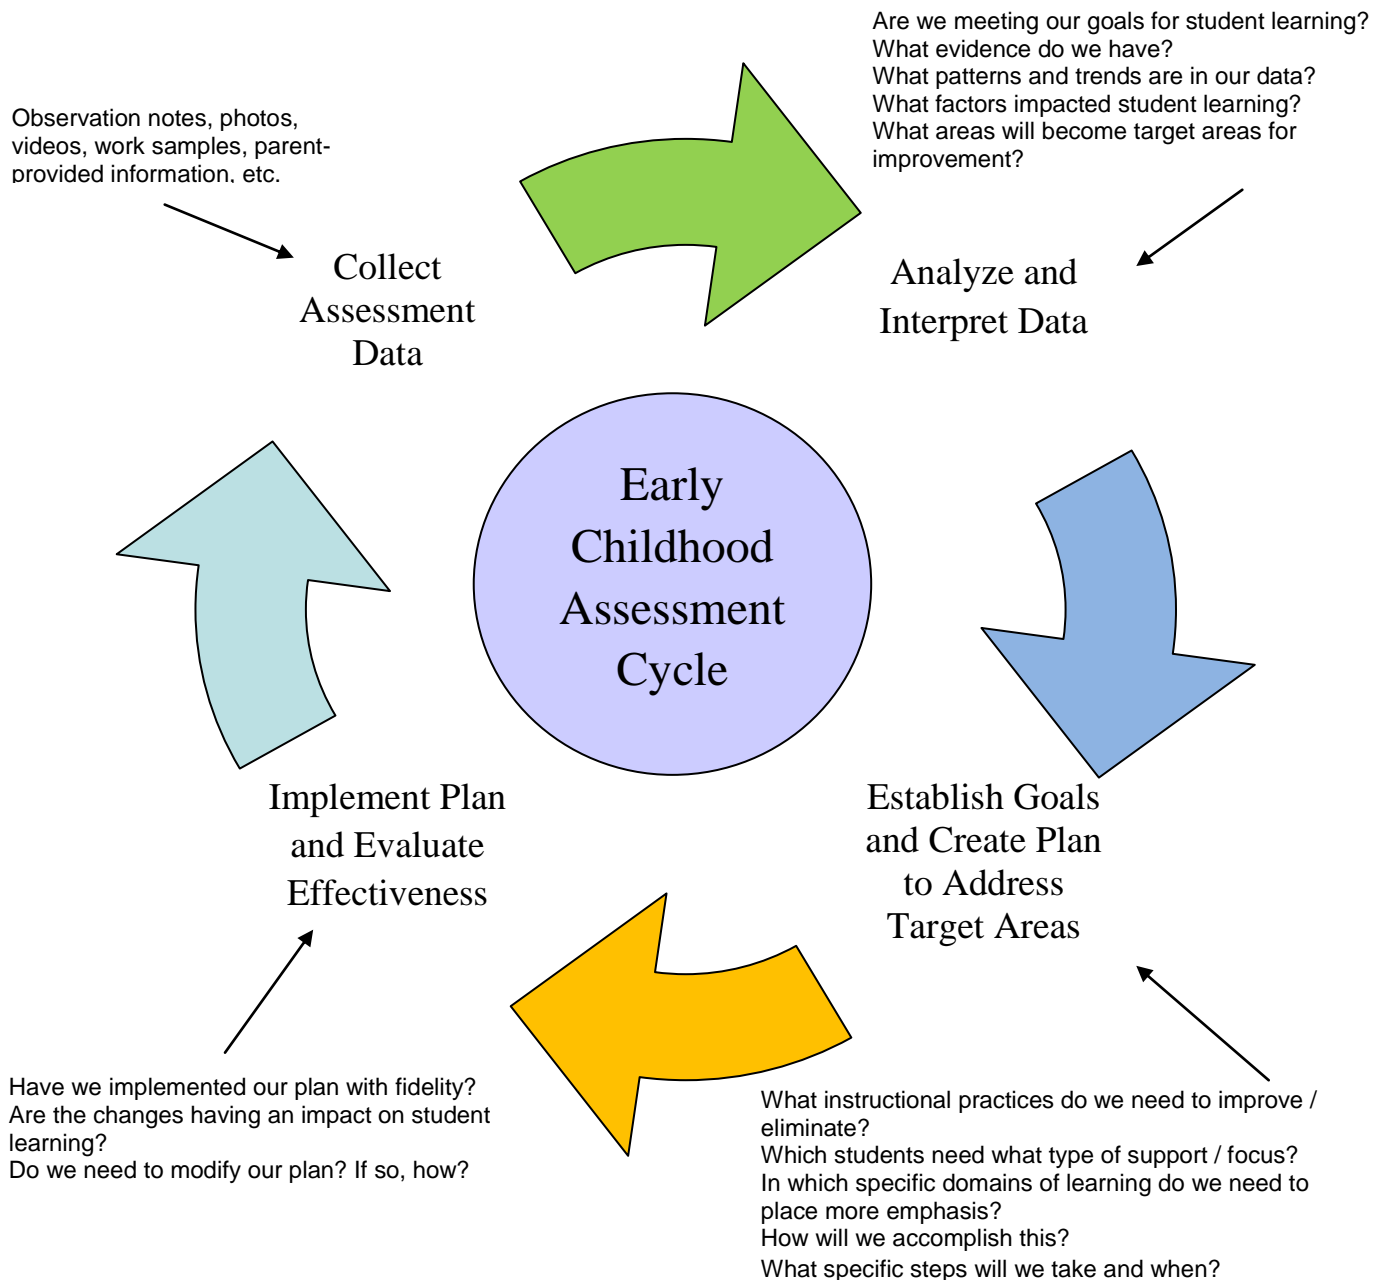 Are we meeting our goals for student learning?
What evidence do we have?
What patterns and trends are in our data?
What factors impacted student learning?
What areas will become target areas for
improvement?
Observation notes, photos,
videos, work samples, parent-
provided information, etc.
Collect
Assessment
Data
Analyze and
Interpret Data
Early
Childhood
Assessment
Cycle
Implement Plan
and Evaluate
Effectiveness
Establish Goals
and Create Plan
to Address
Target Areas
Have we implemented our plan with fidelity?
Are the changes having an impact on student
learning?
Do we need to modify our plan? If so, how?
What instructional practices do we need to improve /
eliminate?
Which students need what type of support / focus?
In which specific domains of learning do we need to
place more emphasis?
How will we accomplish this?
What specific steps will we take and when?